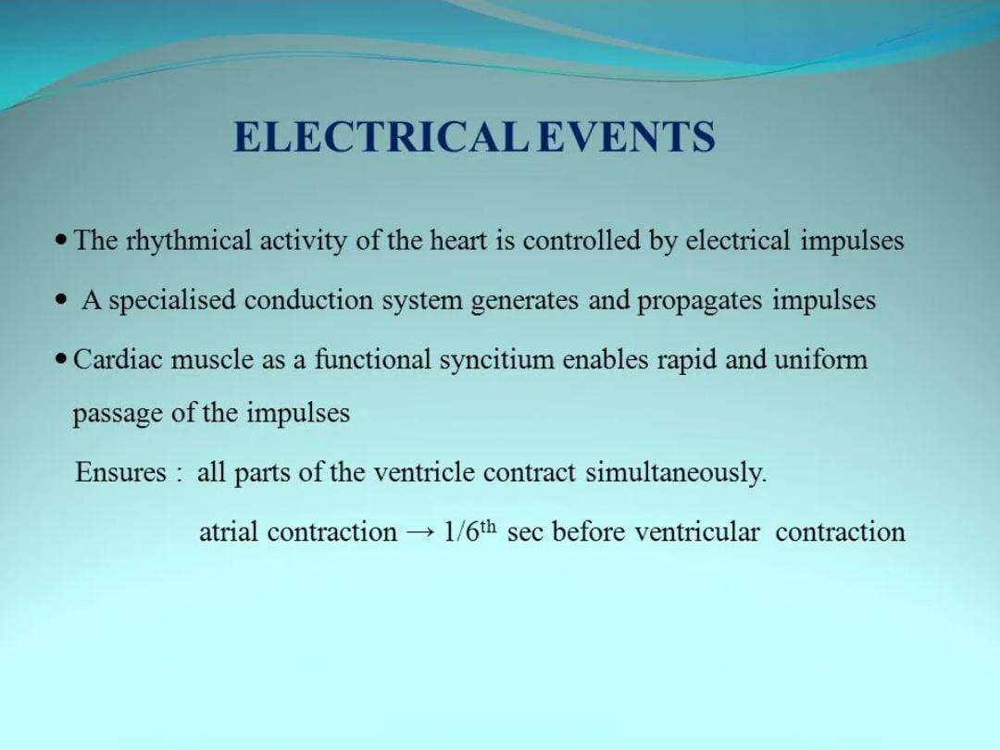 ELECTRICAL EVENTS
• The rhythmical activity of the heart is controlled by electrical impulses
• A specialised conduction system generates and propagates impulses
• Cardiac muscle as a functional syncitium enables rapid and uniform
passage of the impulses
Ensures : all parts of the ventricle contract simultaneously.
atrial contraction → 1/6th sec before ventricular contraction